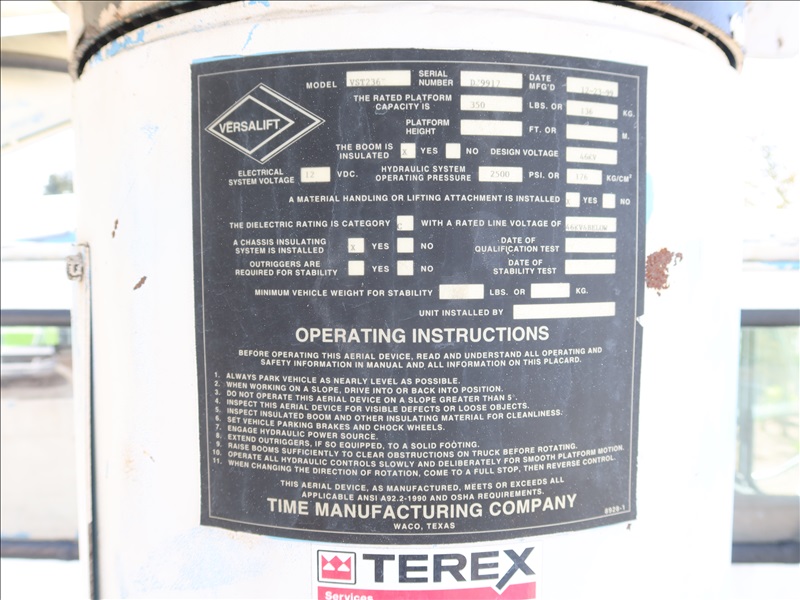 VERSALIFT
MODEL VST236 SERIAL NUMBER DATE MFG'D
THE RATED PLATFORM CAPACITY IS 350 LBS. OR 136 KG.
PLATFORM HEIGHT FT. OR M.
THE BOOM IS INSULATED X YES NO DESIGN VOLTAGE 46KV
ELECTRICAL SYSTEM VOLTAGE 12 VDC. HYDRAULIC SYSTEM OPERATING PRESSURE 2500 PSI. OR 176 KG/CM²
A MATERIAL HANDLING OR LIFTING ATTACHMENT IS INSTALLED X YES NO
THE DIELECTRIC RATING IS CATEGORY C WITH A RATED LINE VOLTAGE OF
A CHASSIS INSULATING SYSTEM IS INSTALLED X YES NO DATE OF QUALIFICATION TEST
OUTRIGGERS ARE REQUIRED FOR STABILITY YES NO DATE OF STABILITY TEST
MINIMUM VEHICLE WEIGHT FOR STABILITY LBS. OR KG.
UNIT INSTALLED BY
OPERATING INSTRUCTIONS
BEFORE OPERATING THIS AERIAL DEVICE, READ AND UNDERSTAND ALL OPERATING AND
SAFETY INFORMATION IN MANUAL AND ALL INFORMATION ON THIS PLACARD.
1. ALWAYS PARK VEHICLE AS NEARLY LEVEL AS POSSIBLE.
2. WHEN WORKING ON A SLOPE, DRIVE INTO OR BACK INTO POSITION.
3. DO NOT OPERATE THIS AERIAL DEVICE ON A SLOPE GREATER THAN 5°.
4. INSPECT THIS AERIAL DEVICE FOR VISIBLE DEFECTS OR LOOSE OBJECTS.
5. INSPECT INSULATED BOOM AND OTHER INSULATING MATERIAL FOR CLEANLINESS.
6. SET VEHICLE PARKING BRAKES AND CHOCK WHEELS.
7. ENGAGE HYDRAULIC POWER SOURCE.
8. EXTEND OUTRIGGERS, IF SO EQUIPPED, TO A SOLID FOOTING.
9. RAISE BOOMS SUFFICIENTLY TO CLEAR OBSTRUCTIONS ON TRUCK BEFORE ROTATING.
10. OPERATE ALL HYDRAULIC CONTROLS SLOWLY AND DELIBERATELY FOR SMOOTH PLATFORM MOTION.
11. WHEN CHANGING THE DIRECTION OF ROTATION, COME TO A FULL STOP, THEN REVERSE CONTROL.
THIS AERIAL DEVICE, AS MANUFACTURED, MEETS OR EXCEEDS ALL
APPLICABLE ANSI A92.2-1990 AND OSHA REQUIREMENTS.
TIME MANUFACTURING COMPANY
WACO, TEXAS
8920-1
TEREX
Services